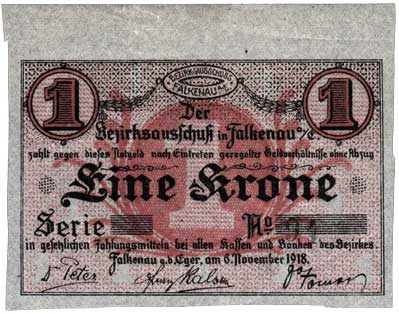 BEZIRKSAUSSCHUSS
FALKENAU a/E.
1 1
Der
Bezirksausschuß in Falkenau a/E.
zahlt gegen dieses Notgeld nach Eintreten geregelter Geldverhältnisse ohne Abzug
1
Eine Krone
Serie No
in gesetzlichen Zahlungsmitteln bei allen Kassen und Banken des Bezirkes.
Falkenau a.d. Eger, am 6. November 1918.
D. Peter